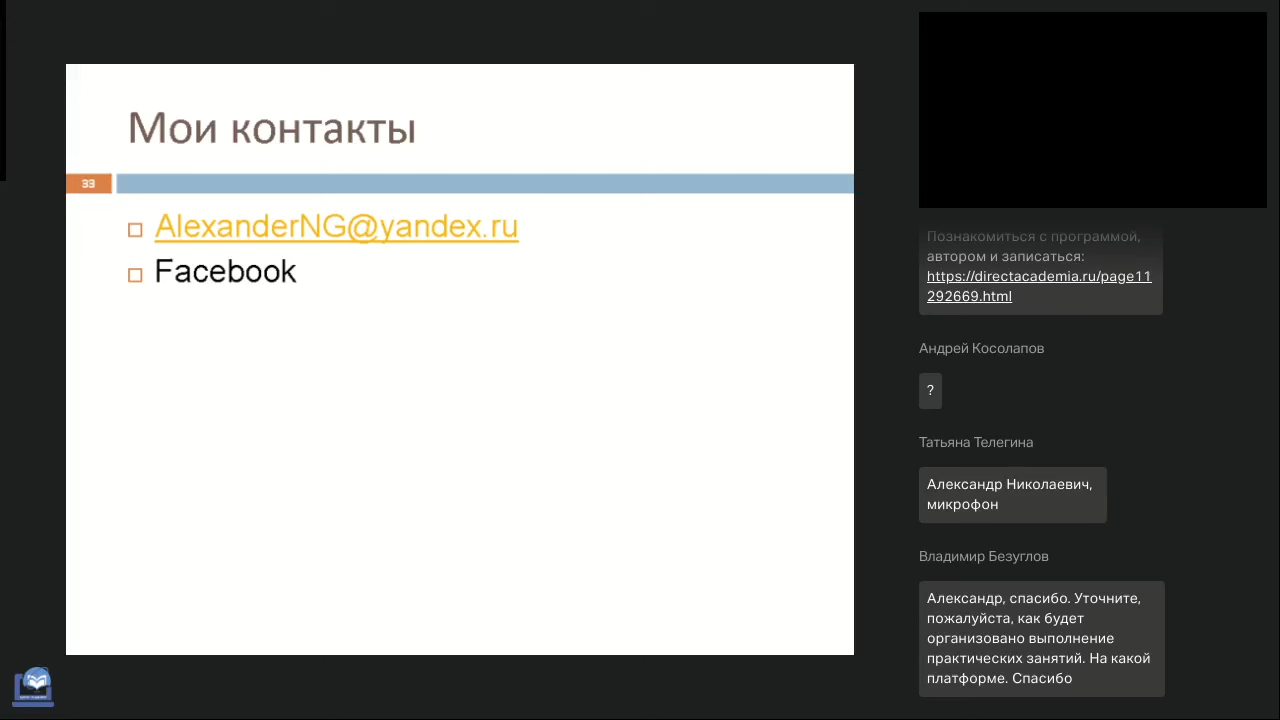 Мои контакты
33
AlexanderNG@yandex.ru
Facebook
Познакомиться с программой,
автором и записаться:
https://directacademia.ru/page11
292669.html
Андрей Косолапов
?
Татьяна Телегина
Александр Николаевич,
микрофон
Владимир Безуглов
Александр, спасибо. Уточните,
пожалуйста, как будет
организовано выполнение
практических занятий. На какой
платформе. Спасибо